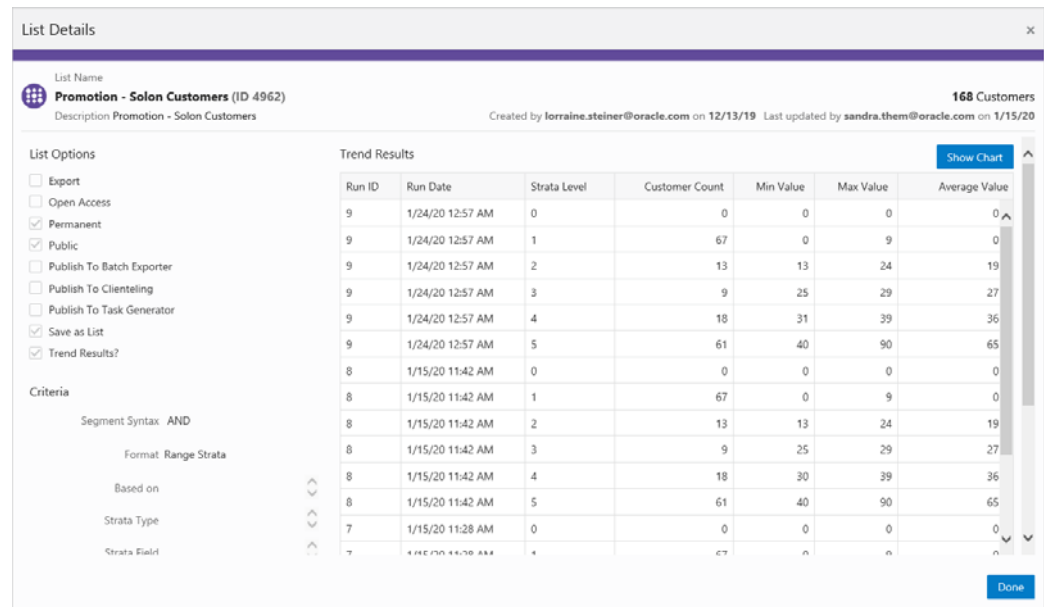 List Details ×
List Name
Promotion - Solon Customers (ID 4962)
168 Customers
Description Promotion - Solon Customers
Created by lorraine.steiner@oracle.com on 12/13/19 Last updated by sandra.them@oracle.com on 1/15/20
List Options
Export
Open Access
Permanent
Public
Publish To Batch Exporter
Publish To Clienteling
Publish To Task Generator
Save as List
Trend Results?
Criteria
Segment Syntax AND
Format Range Strata
Based on
Strata Type
Strata Field
Trend Results
Show Chart
Run ID Run Date Strata Level Customer Count Min Value Max Value Average Value
9 1/24/20 12:57 AM 0 0 0 0 0
9 1/24/20 12:57 AM 1 67 0 9 0
9 1/24/20 12:57 AM 2 13 13 24 19
9 1/24/20 12:57 AM 3 9 25 29 27
9 1/24/20 12:57 AM 4 18 31 39 36
9 1/24/20 12:57 AM 5 61 40 90 65
8 1/15/20 11:42 AM 0 0 0 0 0
8 1/15/20 11:42 AM 1 67 0 9 0
8 1/15/20 11:42 AM 2 13 13 24 19
8 1/15/20 11:42 AM 3 9 25 29 27
8 1/15/20 11:42 AM 4 18 30 39 36
8 1/15/20 11:42 AM 5 61 40 90 65
7 1/15/20 11:28 AM 0 0 0 0 0
7 1/15/20 11:28 AM 1 67 0 9 0
Done